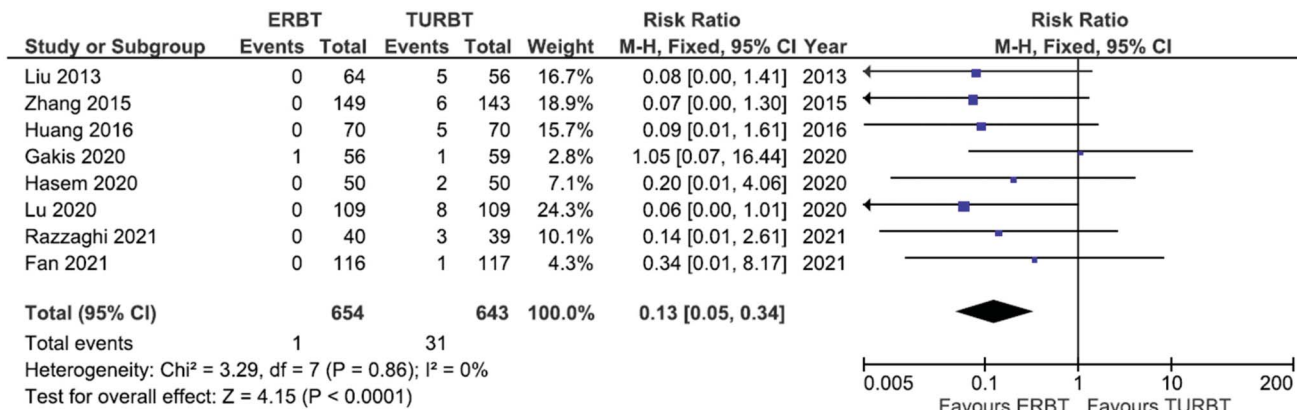 ERBT TURBT Risk Ratio Risk Ratio
Study or Subgroup Events Total Events Total Weight M-H, Fixed, 95% CI Year M-H, Fixed, 95% CI
Liu 2013 0 64 5 56 16.7% 0.08 [0.00, 1.41] 2013
Zhang 2015 0 149 6 143 18.9% 0.07 [0.00, 1.30] 2015
Huang 2016 0 70 5 70 15.7% 0.09 [0.01, 1.61] 2016
Gakis 2020 1 56 1 59 2.8% 1.05 [0.07, 16.44] 2020
Hasem 2020 0 50 2 50 7.1% 0.20 [0.01, 4.06] 2020
Lu 2020 0 109 8 109 24.3% 0.06 [0.00, 1.01] 2020
Razzaghi 2021 0 40 3 39 10.1% 0.14 [0.01, 2.61] 2021
Fan 2021 0 116 1 117 4.3% 0.34 [0.01, 8.17] 2021
Total (95% CI) 654 643 100.0% 0.13 [0.05, 0.34]
Total events 1 31
Heterogeneity: Chi² = 3.29, df = 7 (P = 0.86); I² = 0%
Test for overall effect: Z = 4.15 (P < 0.0001)
0.005 0.1 1 10 200
Favours ERBT Favours TURBT